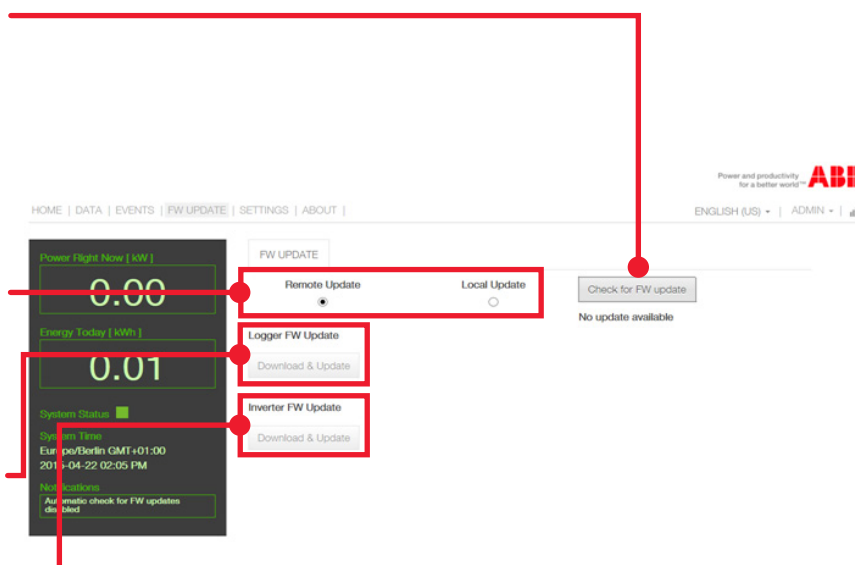 Power and productivity
for a better world™
ABB
HOME | DATA | EVENTS | FW UPDATE | SETTINGS | ABOUT |
ENGLISH (US) | ADMIN |
Power Right Now [ kW ]
0.00
Energy Today [ kWh ]
0.01
System Status
System Time
Europe/Berlin GMT+01:00
2015-04-22 02:05 PM
Notifications
Automatic check for FW updates
disabled
FW UPDATE
Remote Update
Local Update
Check for FW update
No update available
Logger FW Update
Download & Update
Inverter FW Update
Download & Update